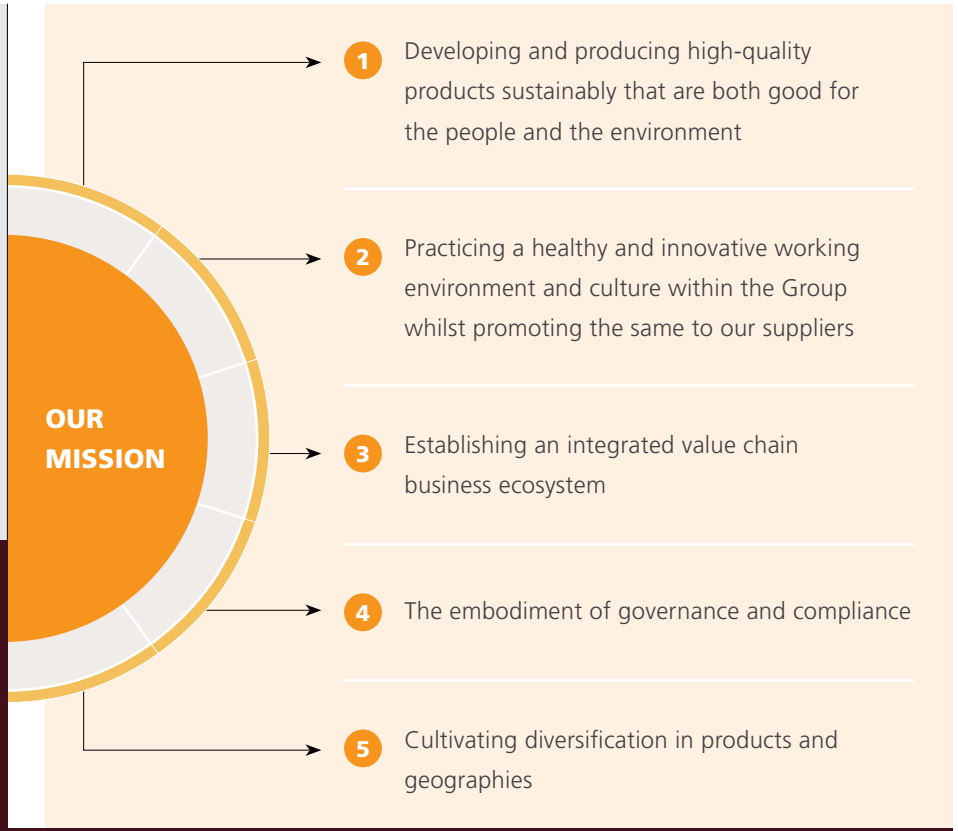 OUR
MISSION
1
Developing and producing high-quality
products sustainably that are both good for
the people and the environment
2
Practicing a healthy and innovative working
environment and culture within the Group
whilst promoting the same to our suppliers
3
Establishing an integrated value chain
business ecosystem
4
The embodiment of governance and compliance
5
Cultivating diversification in products and
geographies